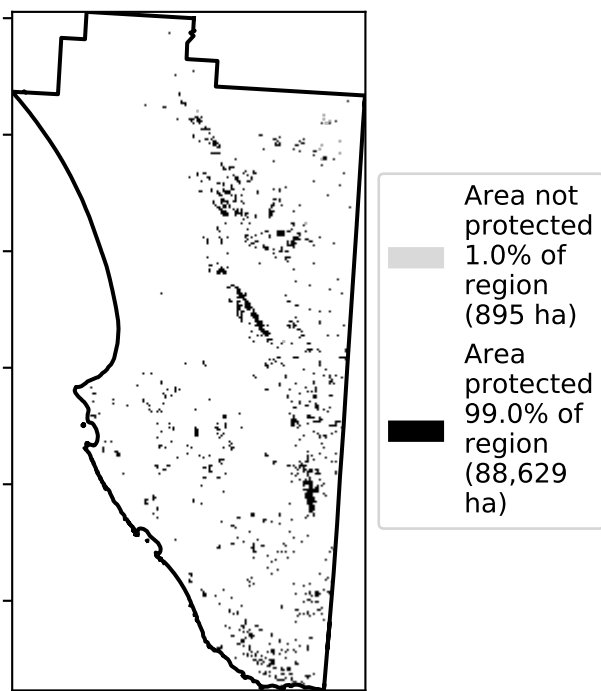 Area not
protected
1.0% of
region
(895 ha)
Area
protected
99.0% of
region
(88,629
ha)